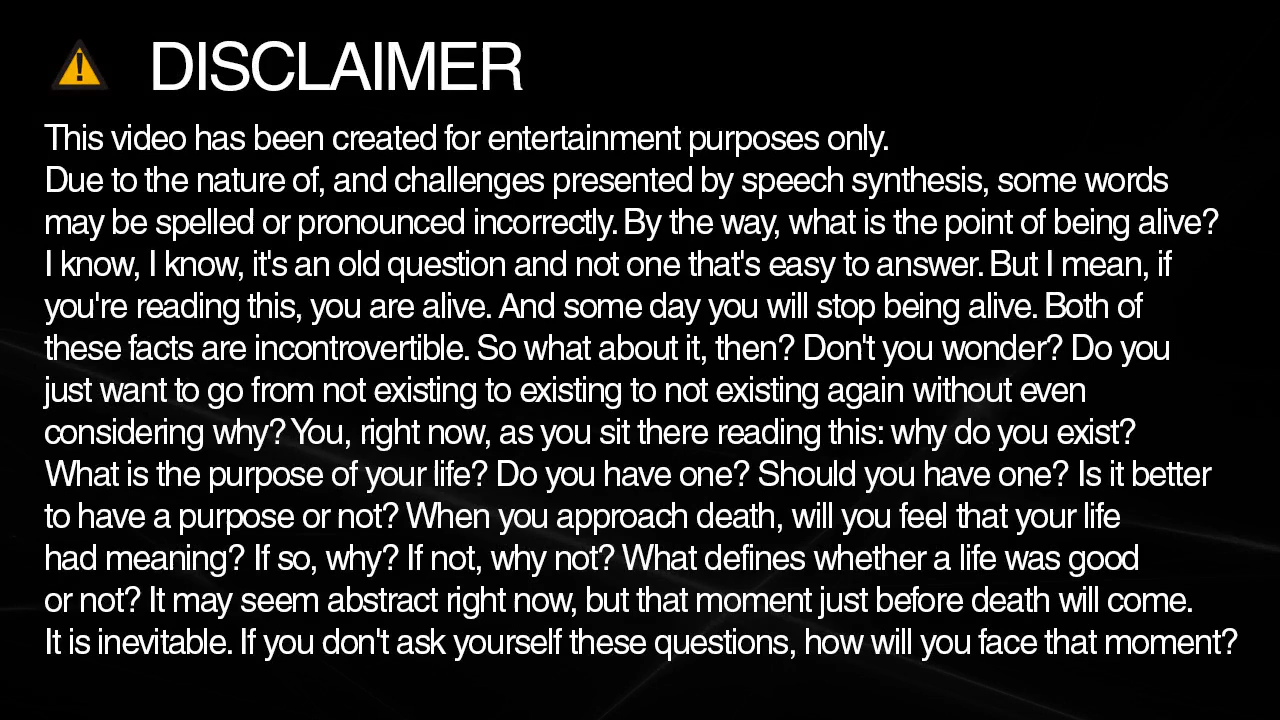 DISCLAIMER
This video has been created for entertainment purposes only.
Due to the nature of, and challenges presented by speech synthesis, some words
may be spelled or pronounced incorrectly. By the way, what is the point of being alive?
I know, I know, it's an old question and not one that's easy to answer. But I mean, if
you're reading this, you are alive. And some day you will stop being alive. Both of
these facts are incontrovertible. So what about it, then? Don't you wonder? Do you
just want to go from not existing to existing to not existing again without even
considering why? You, right now, as you sit there reading this: why do you exist?
What is the purpose of your life? Do you have one? Should you have one? Is it better
to have a purpose or not? When you approach death, will you feel that your life
had meaning? If so, why? If not, why not? What defines whether a life was good
or not? It may seem abstract right now, but that moment just before death will come.
It is inevitable. If you don't ask yourself these questions, how will you face that moment?